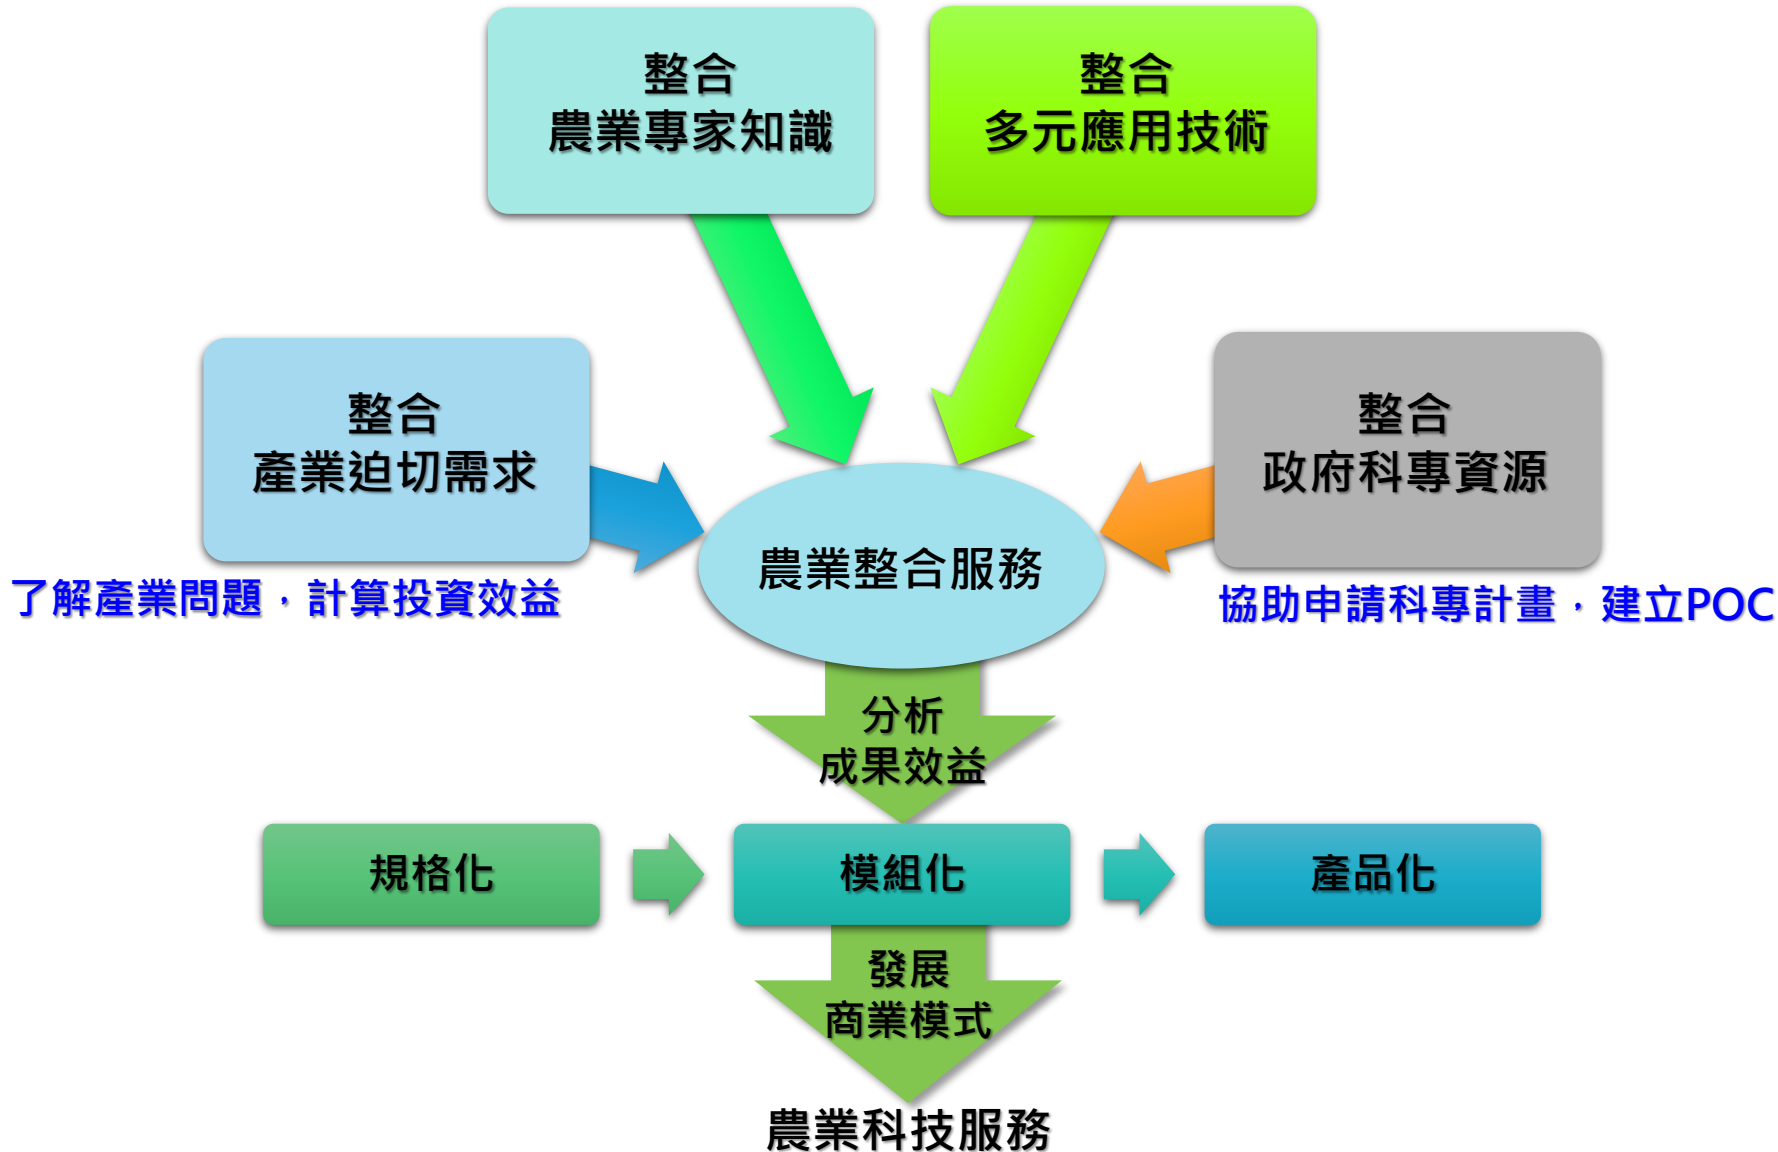 整合
農業專家知識
整合
多元應用技術
整合
產業迫切需求
整合
政府科專資源
農業整合服務
了解產業問題，計算投資效益
協助申請科專計畫，建立POC
分析
成果效益
規格化
模組化
產品化
發展
商業模式
農業科技服務